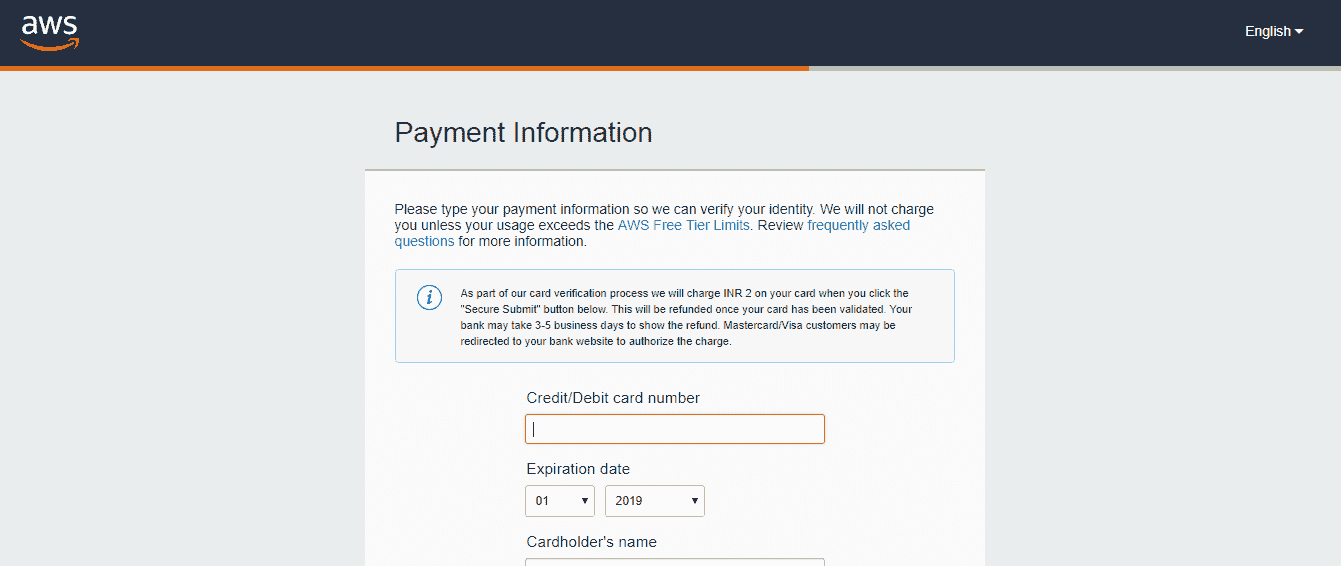 aws
English
Payment Information
Please type your payment information so we can verify your identity. We will not charge
you unless your usage exceeds the AWS Free Tier Limits. Review frequently asked
questions for more information.
i
As part of our card verification process we will charge INR 2 on your card when you click the
"Secure Submit" button below. This will be refunded once your card has been validated. Your
bank may take 3-5 business days to show the refund. Mastercard/Visa customers may be
redirected to your bank website to authorize the charge.
Credit/Debit card number
Expiration date
01 2019
Cardholder's name